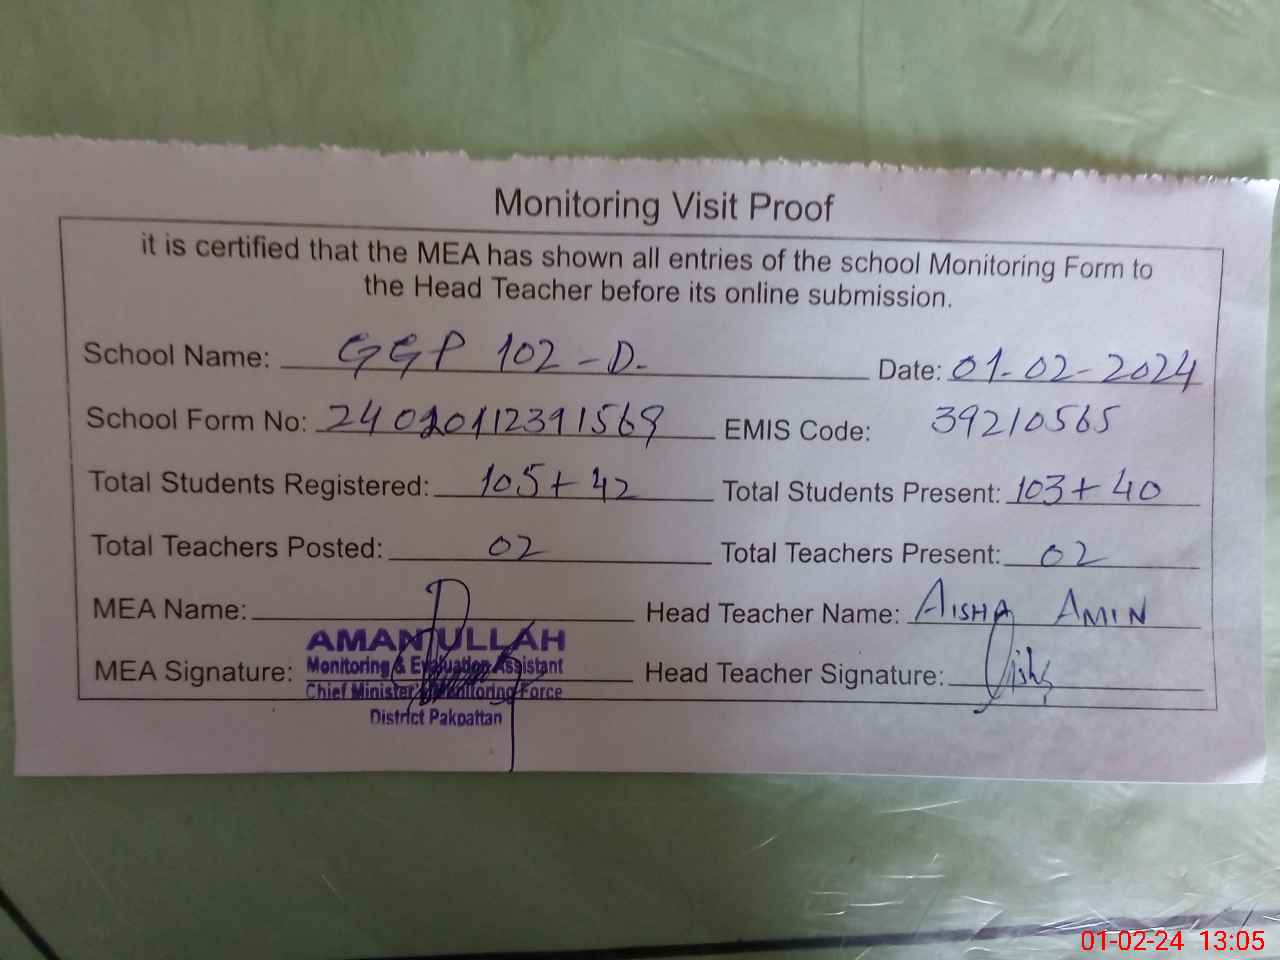 Monitoring Visit Proof
it is certified that the MEA has shown all entries of the school Monitoring Form to
the Head Teacher before its online submission.
School Name: GGP 102-D. Date: 01-02-2024
School Form No: 24020112391569 EMIS Code: 39210565
Total Students Registered: 105+42 Total Students Present: 103+40
Total Teachers Posted: 02 Total Teachers Present: 02
MEA Name: Head Teacher Name: AISHA AMIN
AMAN ULLAH
MEA Signature: Monitoring & Evaluation Assistant Head Teacher Signature:
Chief Minister's Monitoring Force
District Pakpattan
01-02-24 13:05